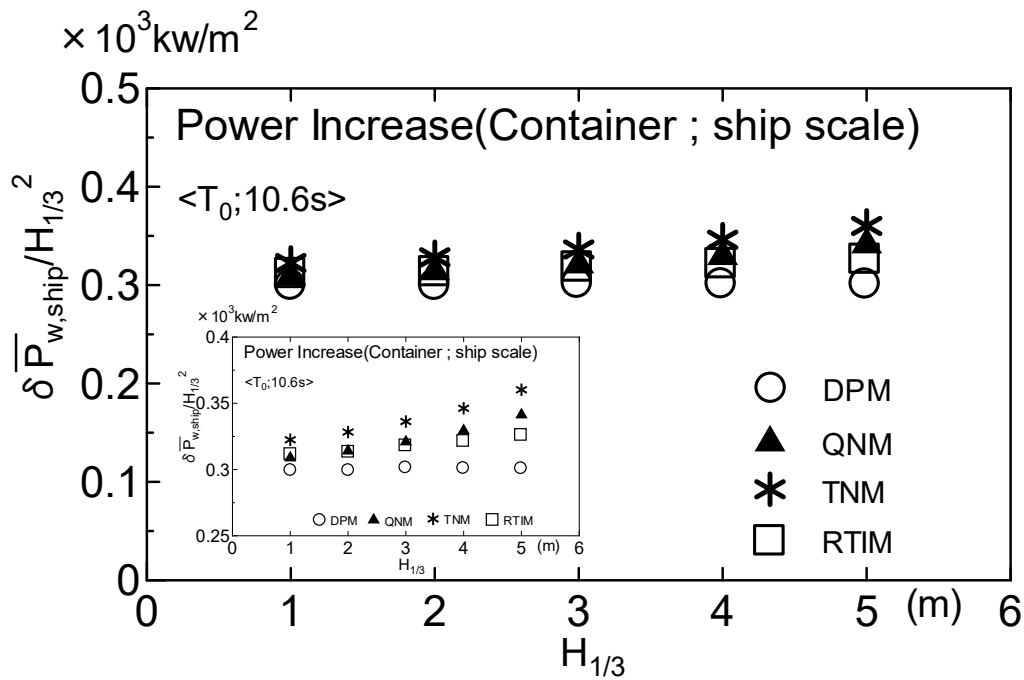 × 10³kw/m²
0.5
0.4
0.3
0.2
0.1
0
δP̅w,ship/H1/3²
Power Increase(Container ; ship scale)
<T₀;10.6s>
DPM
QNM
TNM
RTIM
0 1 2 3 4 5 (m) 6
H1/3
× 10³kw/m²
0.4
0.35
0.3
0.25
δP̅w,ship/H1/3²
Power Increase(Container ; ship scale)
<T₀;10.6s>
DPM QNM TNM RTIM
0 1 2 3 4 5 (m) 6
H1/3